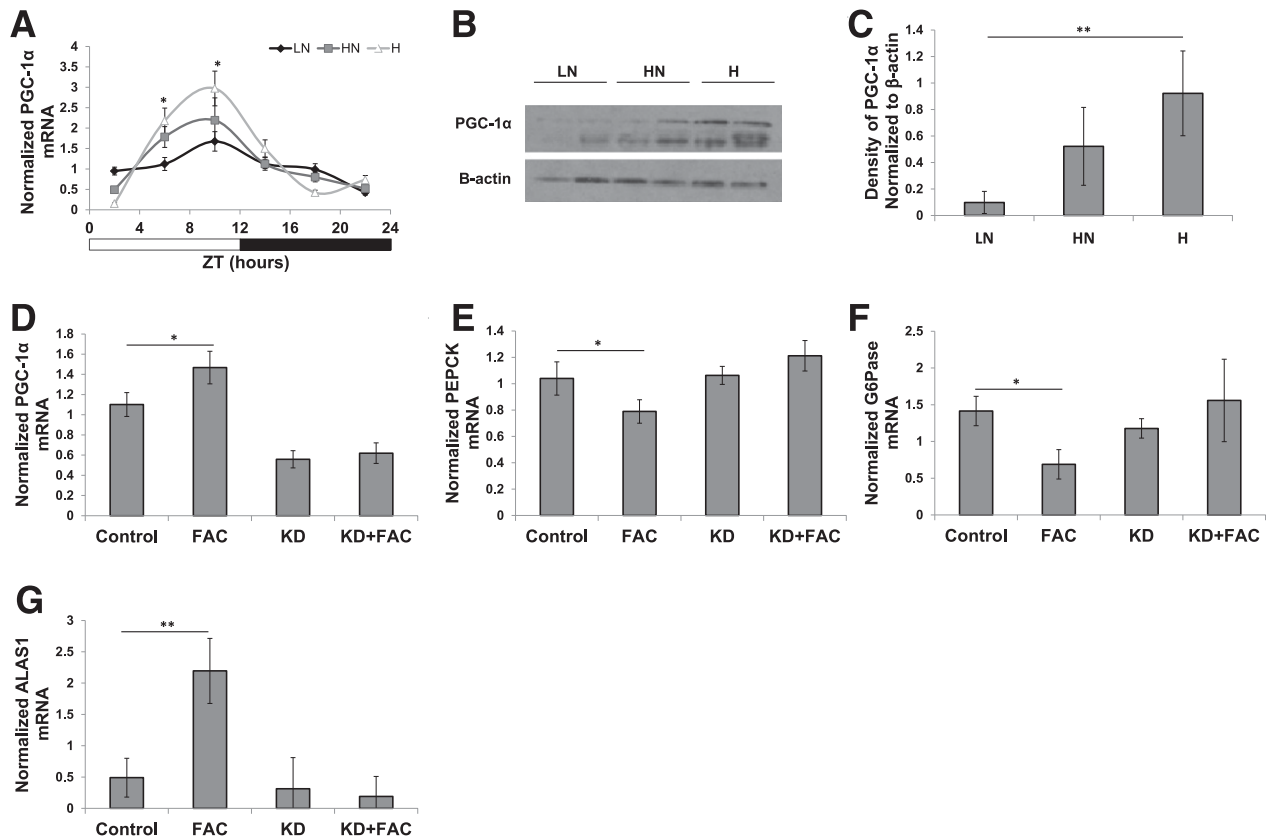 A
LN HN H
Normalized PGC-1α
mRNA
4
3.5
3
2.5
2
1.5
1
0.5
0
* *
0 4 8 12 16 20 24
ZT (hours)
B
LN HN H
PGC-1α
B-actin
C
Density of PGC-1α
Normalized to β-actin
1.4
1.2
1
0.8
0.6
0.4
0.2
0
**
LN HN H
D
Normalized PGC-1α
mRNA
1.8
1.6
1.4
1.2
1
0.8
0.6
0.4
0.2
0
*
Control FAC KD KD+FAC
E
Normalized PEPCK
mRNA
1.4
1.2
1
0.8
0.6
0.4
0.2
0
*
Control FAC KD KD+FAC
F
Normalized G6Pase
mRNA
2.5
2
1.5
1
0.5
0
*
Control FAC KD KD+FAC
G
Normalized ALAS1
mRNA
3
2.5
2
1.5
1
0.5
0
**
Control FAC KD KD+FAC